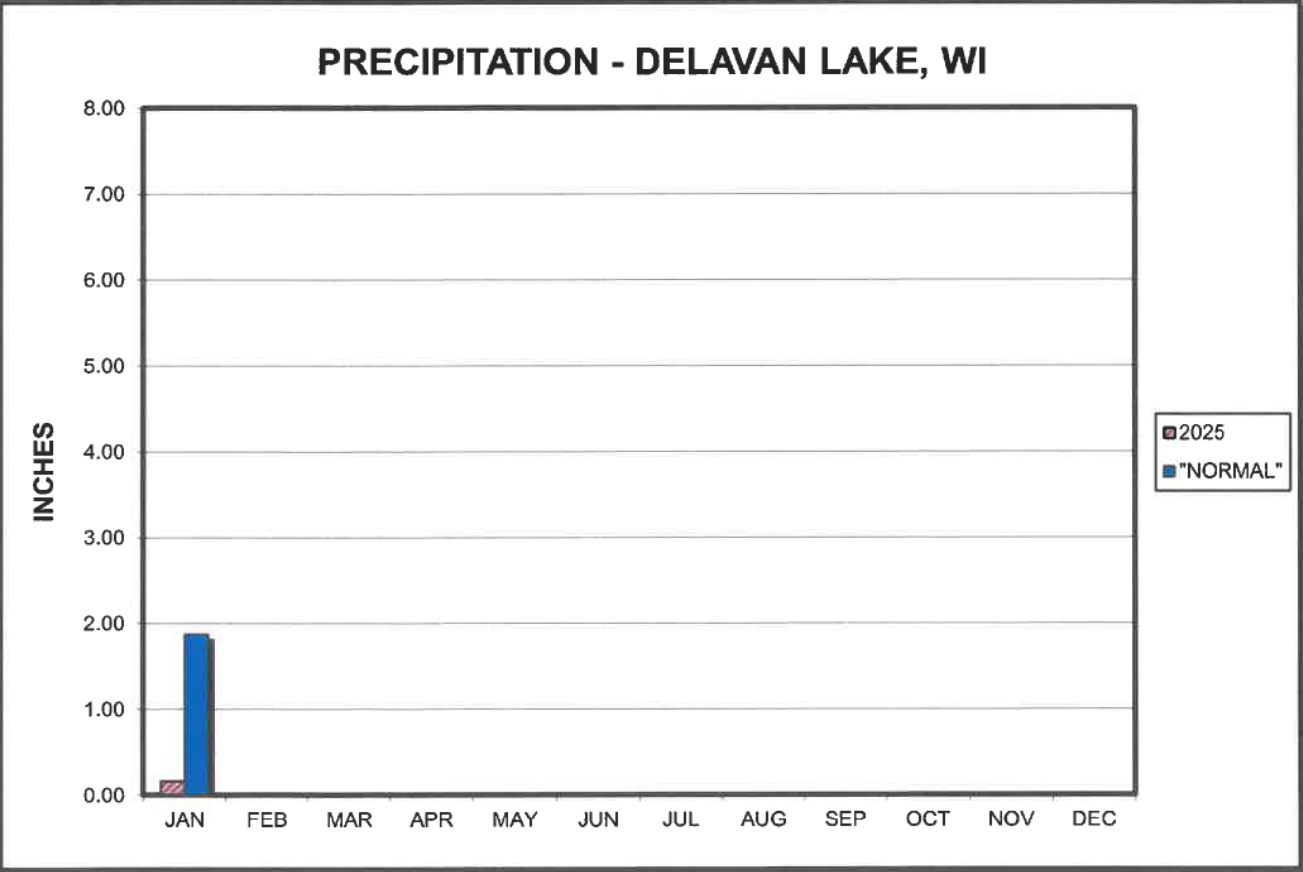 PRECIPITATION - DELAVAN LAKE, WI
8.00
7.00
6.00
5.00
4.00
3.00
2.00
1.00
0.00
INCHES
JAN FEB MAR APR MAY JUN JUL AUG SEP OCT NOV DEC
2025
"NORMAL"